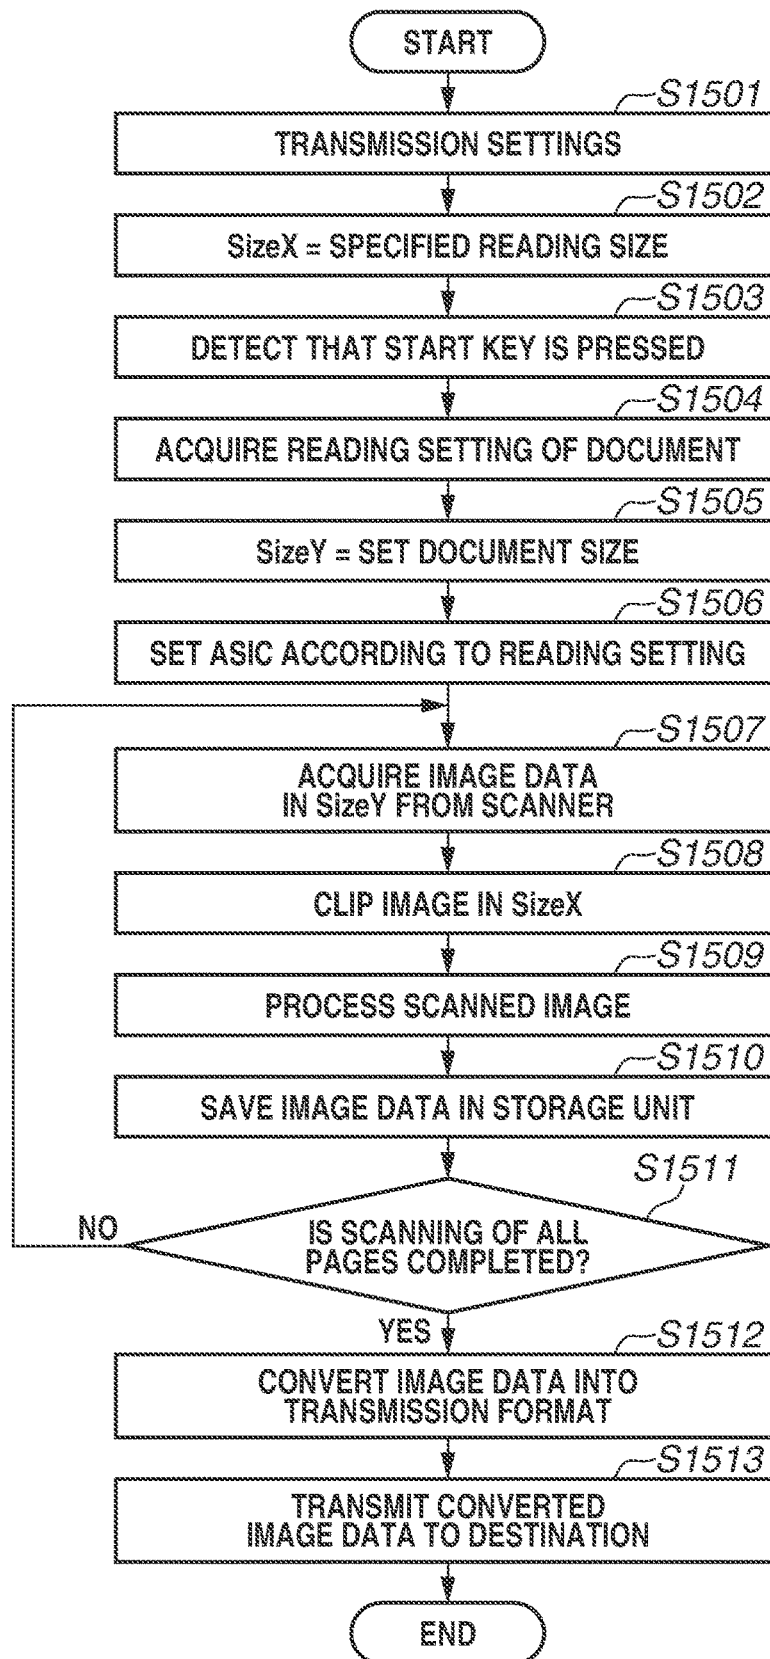 START
S1501
TRANSMISSION SETTINGS
S1502
SizeX = SPECIFIED READING SIZE
S1503
DETECT THAT START KEY IS PRESSED
S1504
ACQUIRE READING SETTING OF DOCUMENT
S1505
SizeY = SET DOCUMENT SIZE
S1506
SET ASIC ACCORDING TO READING SETTING
S1507
ACQUIRE IMAGE DATA
IN SizeY FROM SCANNER
S1508
CLIP IMAGE IN SizeX
S1509
PROCESS SCANNED IMAGE
S1510
SAVE IMAGE DATA IN STORAGE UNIT
S1511
NO
IS SCANNING OF ALL
PAGES COMPLETED?
YES
S1512
CONVERT IMAGE DATA INTO
TRANSMISSION FORMAT
S1513
TRANSMIT CONVERTED
IMAGE DATA TO DESTINATION
END